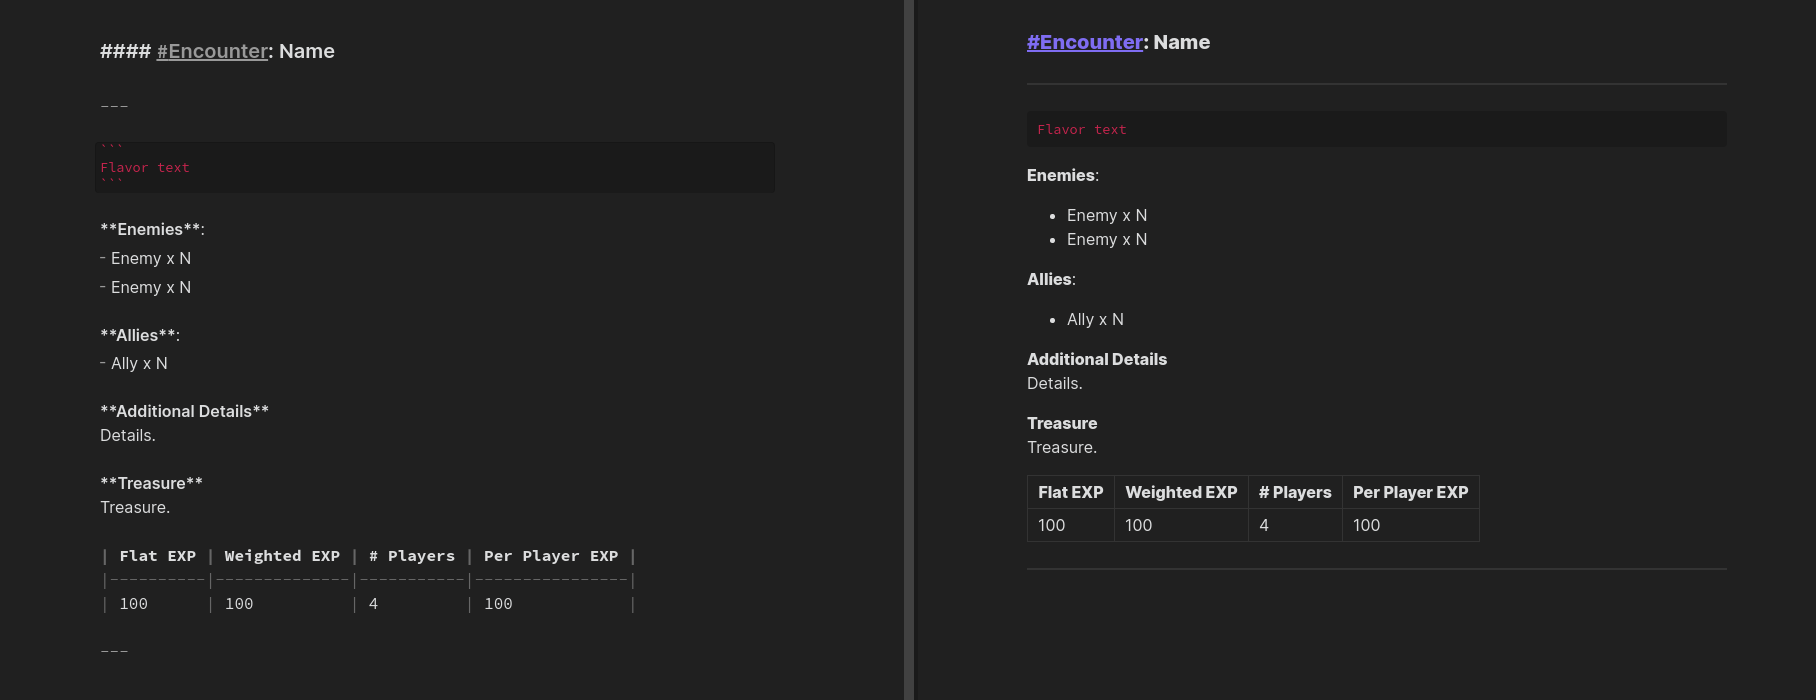 #### #Encounter: Name
---
```
Flavor text
```
**Enemies**:
- Enemy x N
- Enemy x N
**Allies**:
- Ally x N
**Additional Details**
Details.
**Treasure**
Treasure.
| Flat EXP | Weighted EXP | # Players | Per Player EXP |
|----------|--------------|-----------|----------------|
| 100 | 100 | 4 | 100 |
---
#Encounter: Name
Flavor text
Enemies:
• Enemy x N
• Enemy x N
Allies:
• Ally x N
Additional Details
Details.
Treasure
Treasure.
Flat EXP Weighted EXP # Players Per Player EXP
100 100 4 100